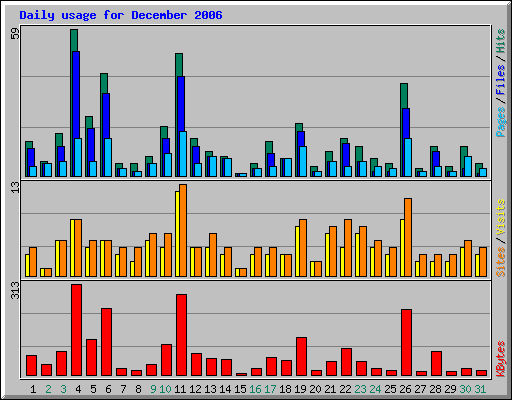 Daily usage for December 2006
59
Pages / Files / Hits
13
Sites / Visits
313
KBytes
1 2 3 4 5 6 7 8 9 10 11 12 13 14 15 16 17 18 19 20 21 22 23 24 25 26 27 28 29 30 31